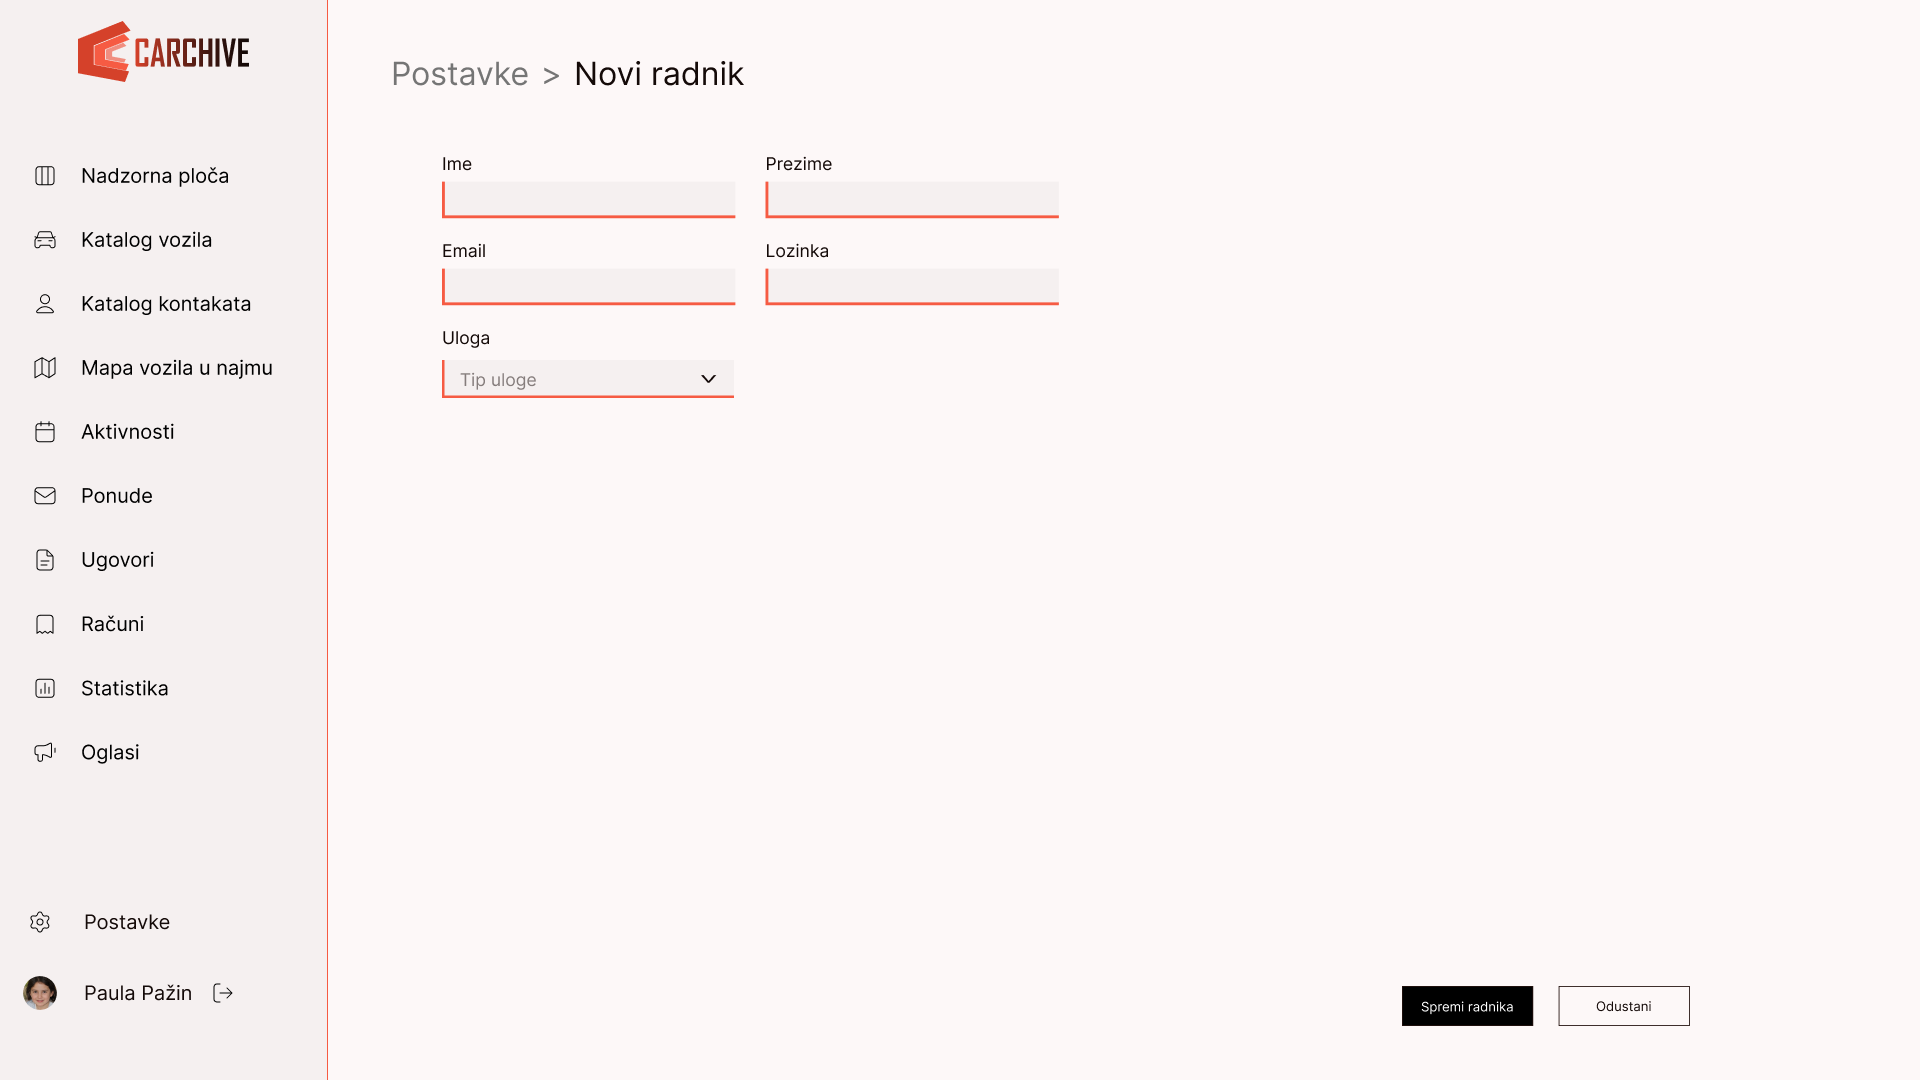 CARCHIVE
Nadzorna ploča
Katalog vozila
Katalog kontakata
Mapa vozila u najmu
Aktivnosti
Ponude
Ugovori
Računi
Statistika
Oglasi
Postavke
Paula Pažin
Postavke > Novi radnik
Ime
Prezime
Email
Lozinka
Uloga
Tip uloge
Spremi radnika
Odustani